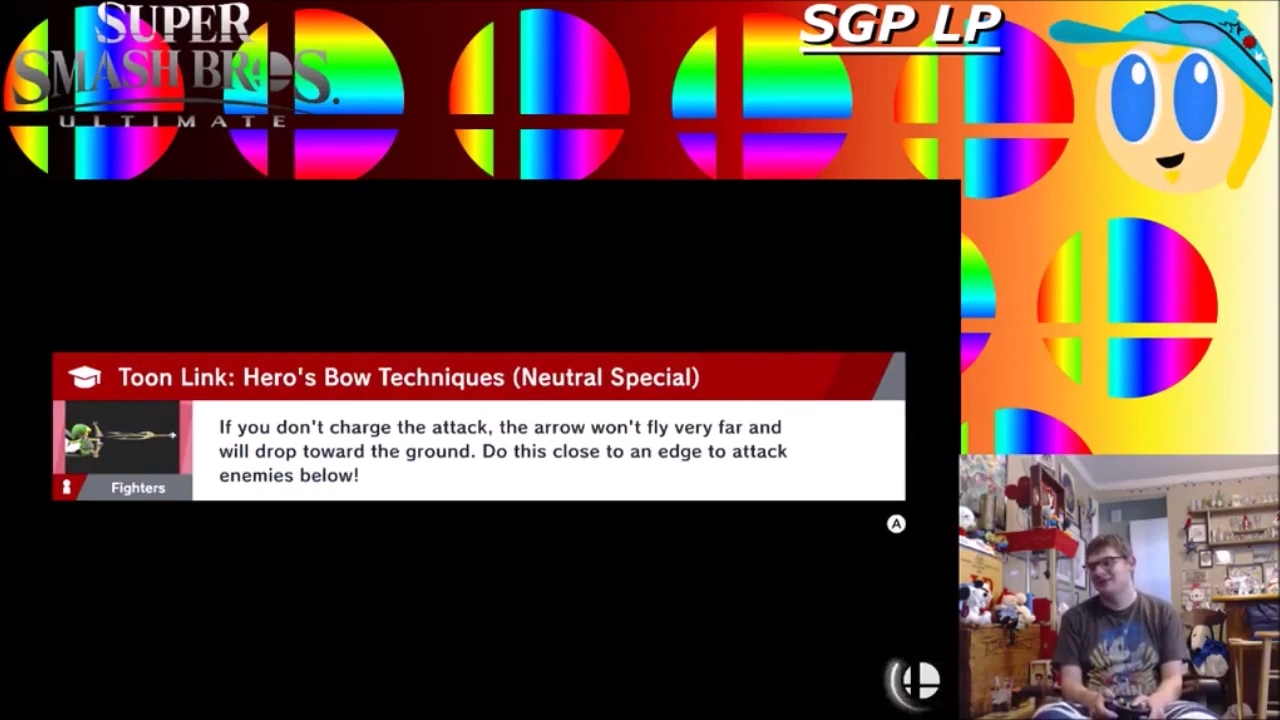 SUPER
SMASH BROS.
ULTIMATE
SGP LP
Toon Link: Hero's Bow Techniques (Neutral Special)
If you don't charge the attack, the arrow won't fly very far and
will drop toward the ground. Do this close to an edge to attack
enemies below!
Fighters
A